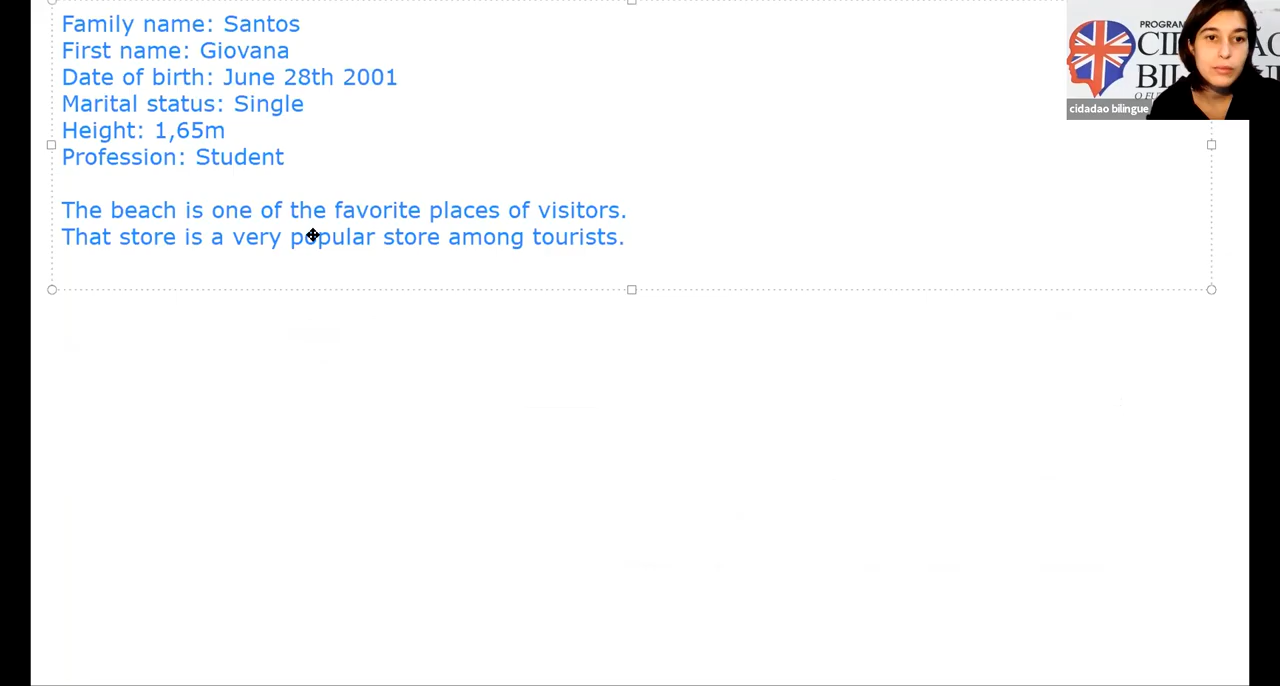 Family name: Santos
First name: Giovana
Date of birth: June 28th 2001
Marital status: Single
Height: 1,65m
Profession: Student
The beach is one of the favorite places of visitors.
That store is a very popular store among tourists.
PROGRAM
cidadao bilingue